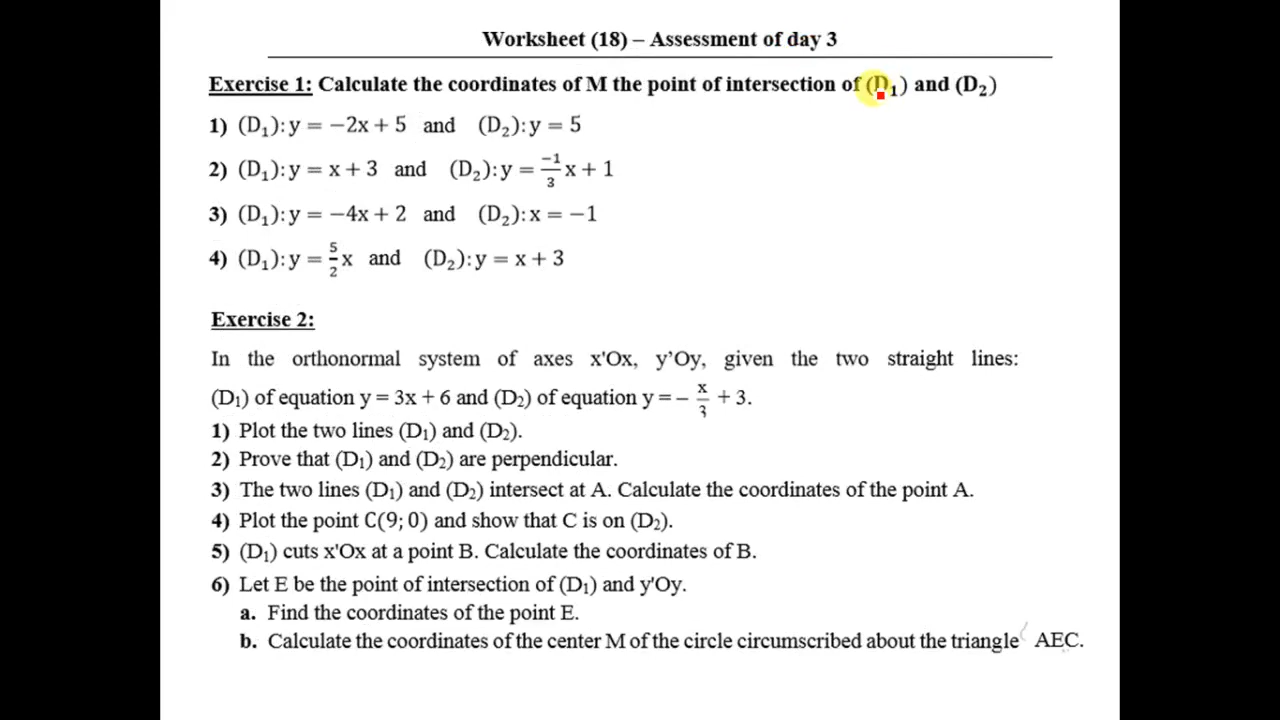 Worksheet (18) – Assessment of day 3
Exercise 1: Calculate the coordinates of M the point of intersection of (D₁) and (D₂)
1) (D₁): y = −2x + 5 and (D₂): y = 5
2) (D₁): y = x + 3 and (D₂): y = −1/3 x + 1
3) (D₁): y = −4x + 2 and (D₂): x = −1
4) (D₁): y = 5/2 x and (D₂): y = x + 3
Exercise 2:
In the orthonormal system of axes x'Ox, y’Oy, given the two straight lines:
(D₁) of equation y = 3x + 6 and (D₂) of equation y = − x/3 + 3.
1) Plot the two lines (D₁) and (D₂).
2) Prove that (D₁) and (D₂) are perpendicular.
3) The two lines (D₁) and (D₂) intersect at A. Calculate the coordinates of the point A.
4) Plot the point C(9; 0) and show that C is on (D₂).
5) (D₁) cuts x'Ox at a point B. Calculate the coordinates of B.
6) Let E be the point of intersection of (D₁) and y'Oy.
a. Find the coordinates of the point E.
b. Calculate the coordinates of the center M of the circle circumscribed about the triangle AEC.